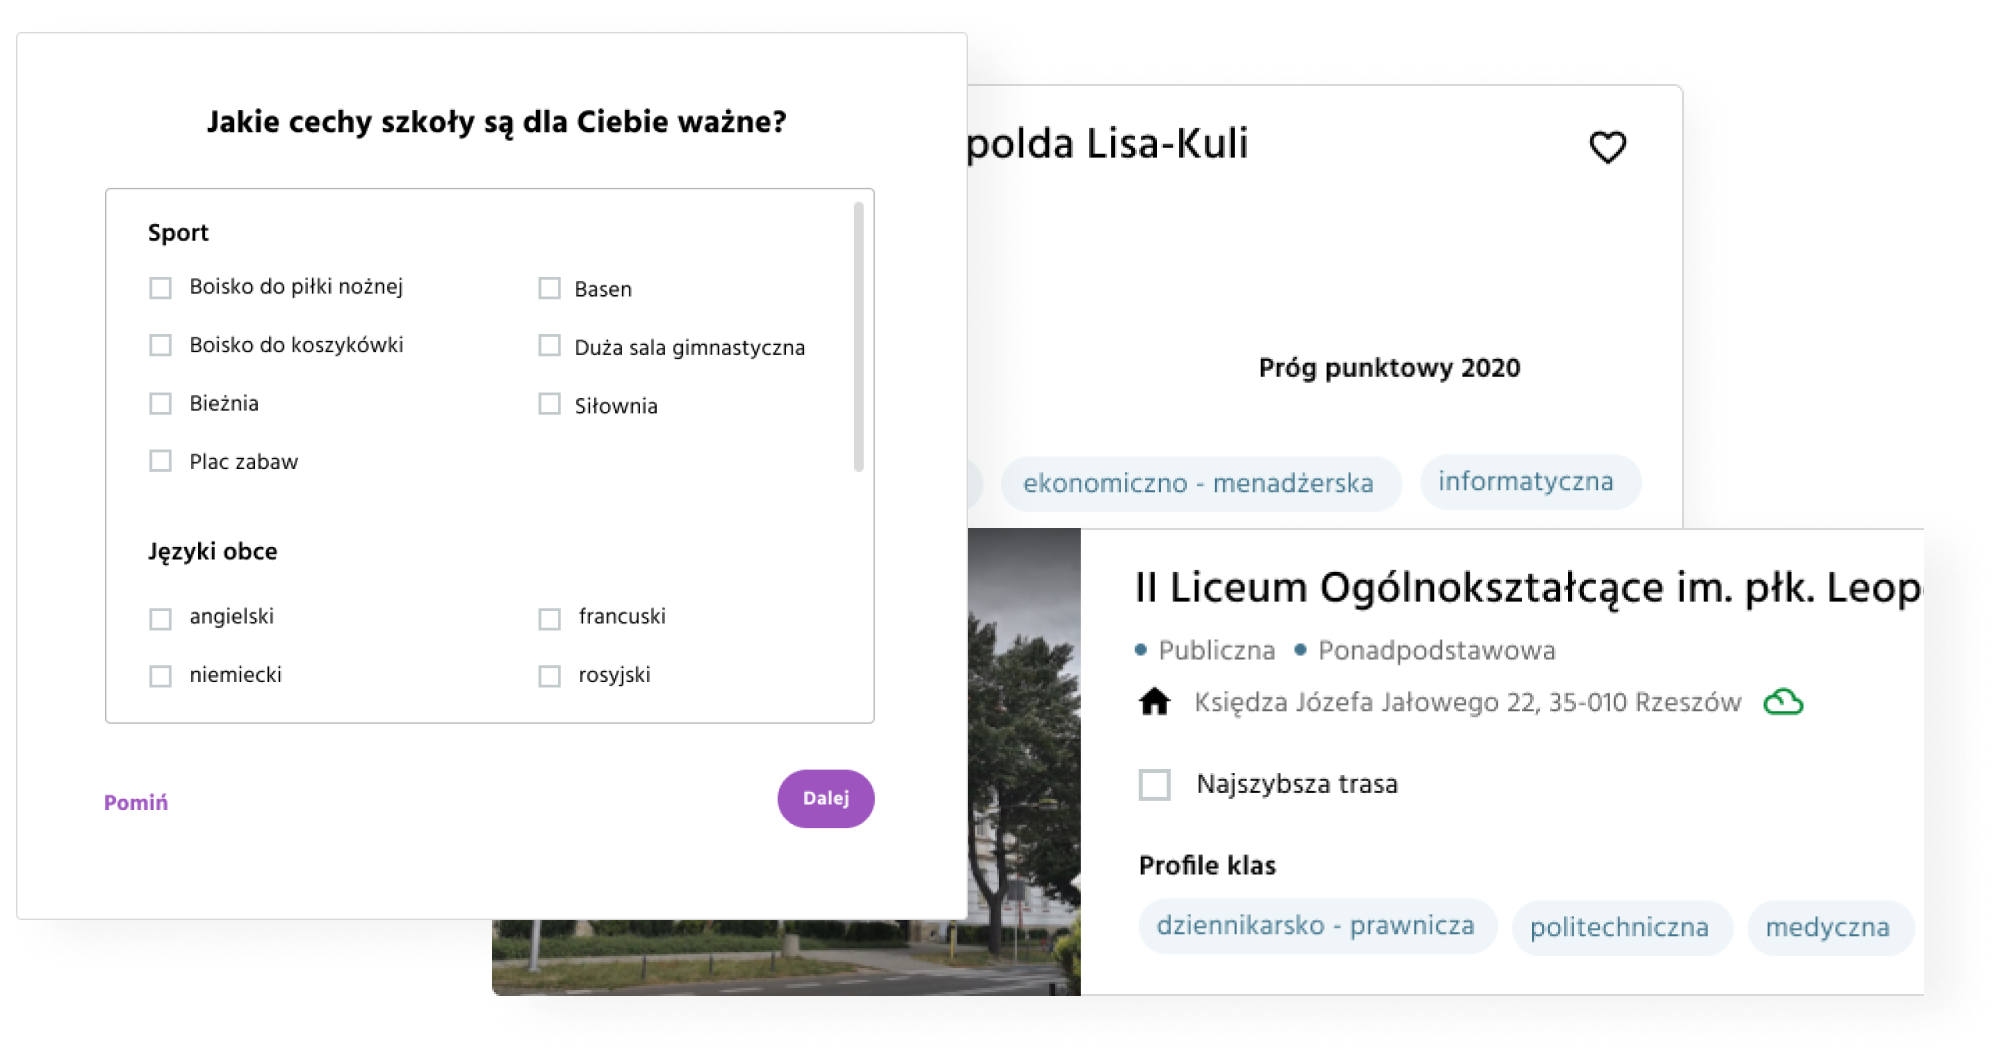 Jakie cechy szkoły są dla Ciebie ważne?
Sport
Boisko do piłki nożnej
Basen
Boisko do koszykówki
Duża sala gimnastyczna
Bieżnia
Siłownia
Plac zabaw
Języki obce
angielski
francuski
niemiecki
rosyjski
Pomiń
Dalej
polda Lisa-Kuli
Próg punktowy 2020
ekonomiczno - menadżerska
informatyczna
II Liceum Ogólnokształcące im. płk. Leop
Publiczna
Ponadpodstawowa
Księdza Józefa Jałowego 22, 35-010 Rzeszów
Najszybsza trasa
Profile klas
dziennikarsko - prawnicza
politechniczna
medyczna